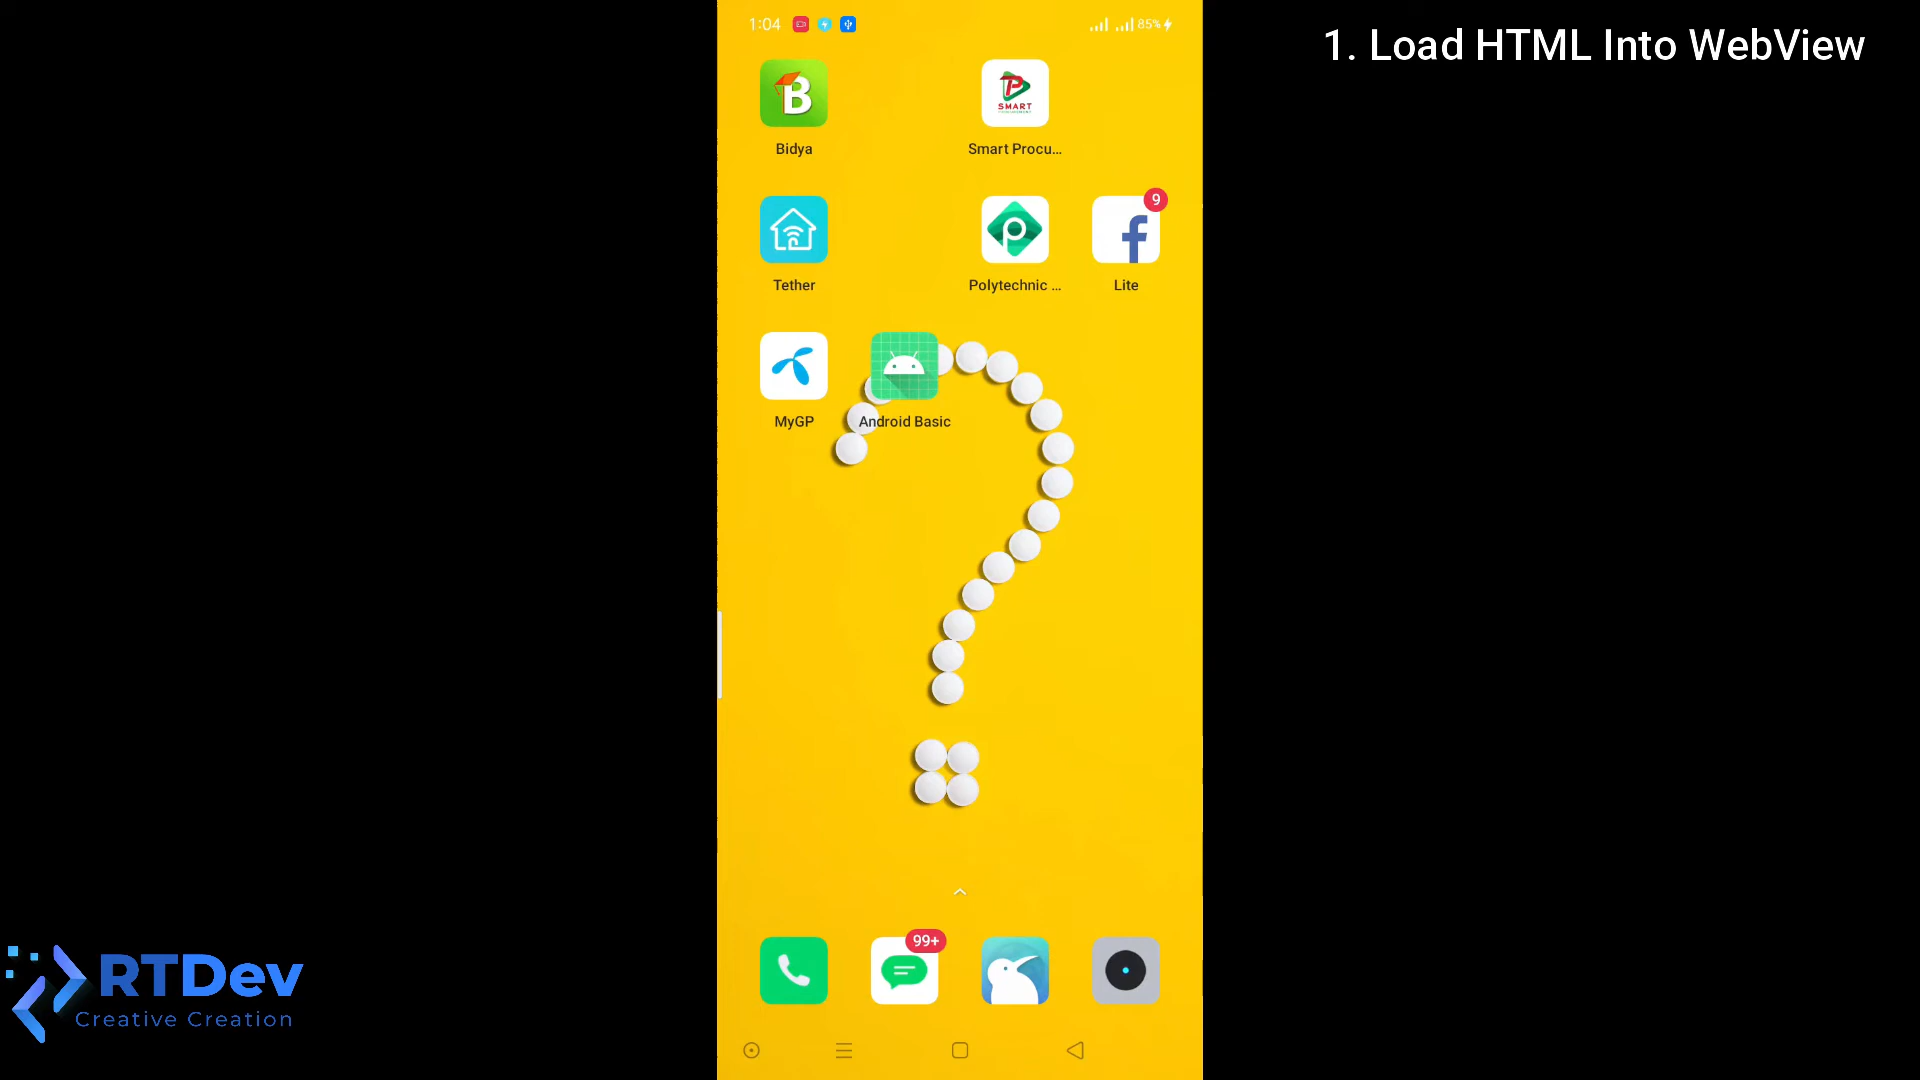 1:04
85%
1. Load HTML Into WebView
B
P
SMART
Bidya
Smart Procu...
9
p
f
Tether
Polytechnic ...
Lite
MyGP
Android Basic
99+
RTDev
Creative Creation